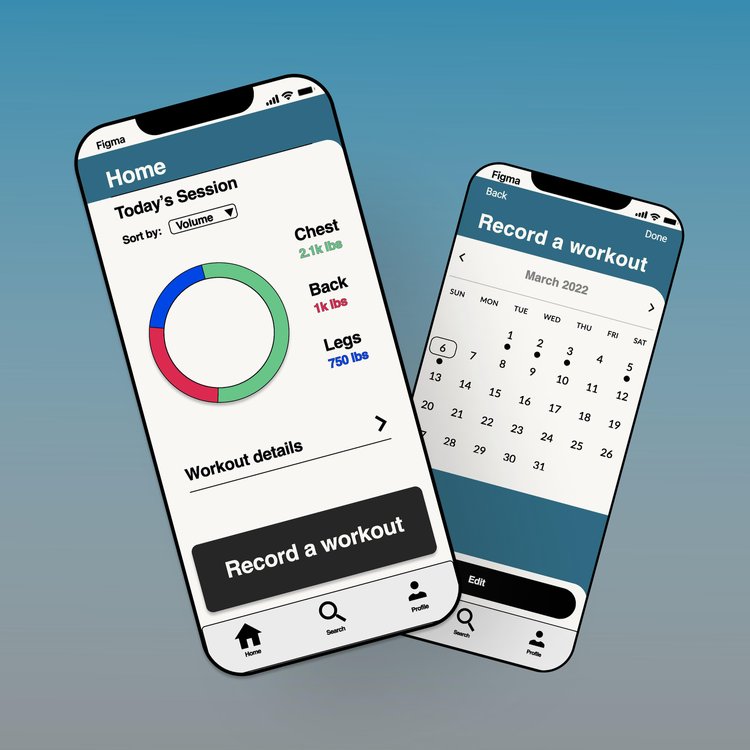 Figma
Home
Today's Session
Sort by: Volume
Chest
2.1k lbs
Back
1k lbs
Legs
750 lbs
Workout details
Record a workout
Home
Search
Profile
Figma
Back
Done
Record a workout
March 2022
SUN MON TUE WED THU FRI SAT
1 2 3 4 5
6 7 8 9 10 11 12
13 14 15 16 17 18 19
20 21 22 23 24 25 26
28 29 30 31
Edit
Search
Profile